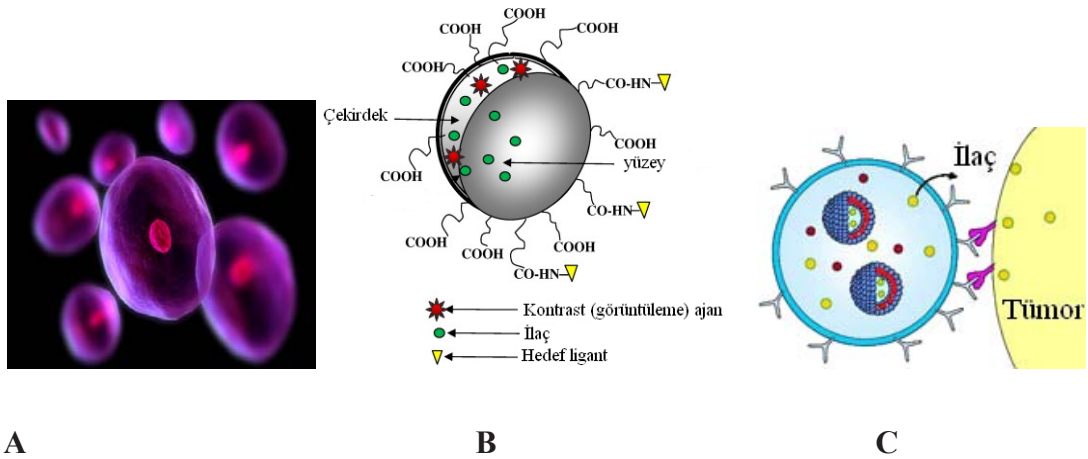 COOH
COOH
COOH
COOH
COOH
CO-HN
Çekirdek
COOH
yüzey
COOH
CO-HN
COOH
COOH
COOH
CO-HN
Kontrast (görüntüleme) ajan
İlaç
Hedef ligant
İlaç
Tümor
A
B
C